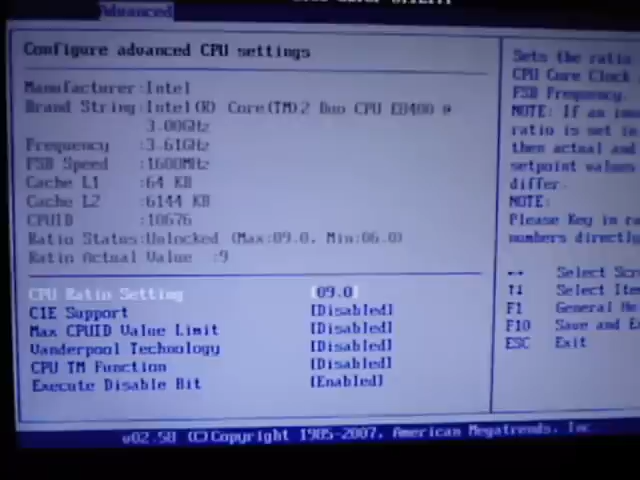 Advanced
Configure advanced CPU settings
Manufacturer:Intel
Brand String:Intel(R) Core(TM)2 Duo CPU E8400 @
3.00GHz
Frequency :3.61GHz
FSB Speed :1600MHz
Cache L1 :64 KB
Cache L2 :6144 KB
CPUID :10676
Ratio Status:Unlocked (Max:09.0, Min:06.0)
Ratio Actual Value :9
CPU Ratio Setting [09.0]
C1E Support [Disabled]
Max CPUID Value Limit [Disabled]
Vanderpool Technology [Disabled]
CPU TM Function [Disabled]
Execute Disable Bit [Enabled]
Sets the ratio
CPU Core Clock
FSB Frequency.
NOTE: If an
ratio is set in
then actual and
setpoint values
differ.
NOTE:
Please Key in ra
numbers directly
↔ Select Scr
↑↓ Select Ite
F1 General He
F10 Save and E
ESC Exit
v02.58 (C)Copyright 1985-2007, American Megatrends, Inc